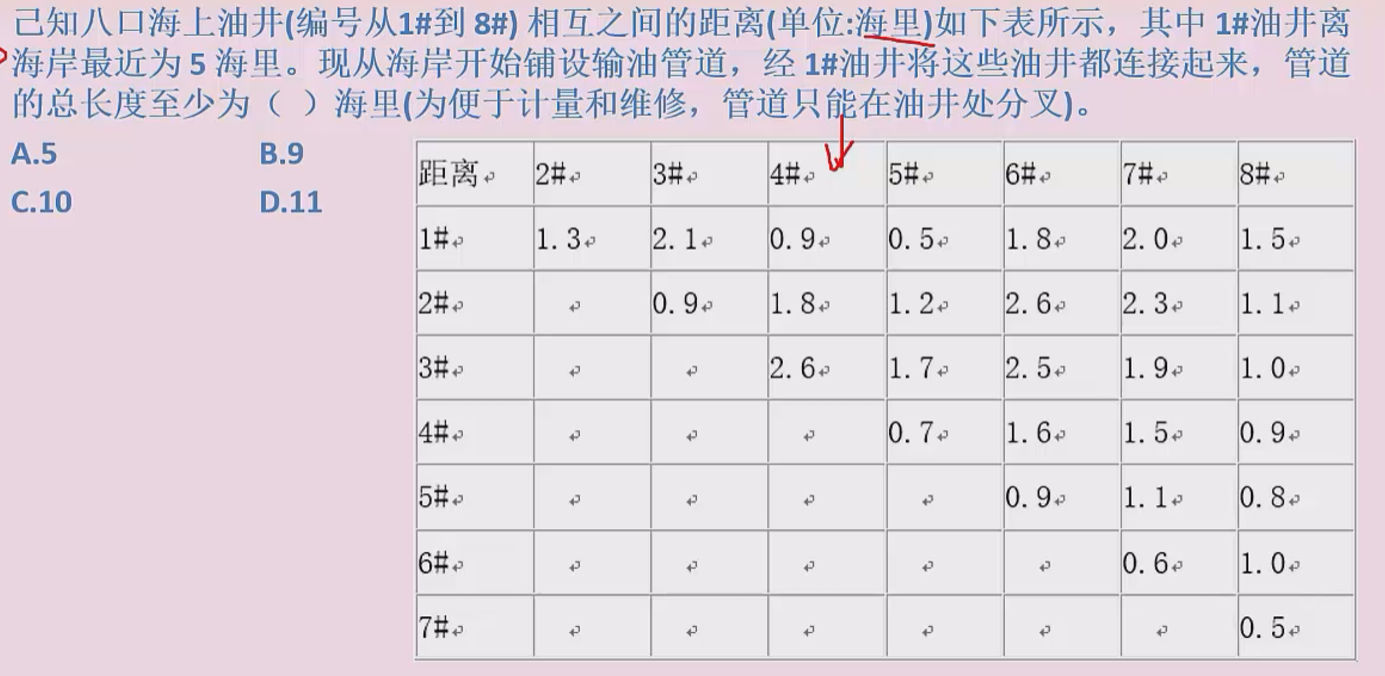 己知八口海上油井(编号从1#到 8#) 相互之间的距离(单位:海里)如下表所示，其中 1#油井离
海岸最近为 5 海里。现从海岸开始铺设输油管道，经 1#油井将这些油井都连接起来，管道
的总长度至少为（ ）海里(为便于计量和维修，管道只能在油井处分叉)。
A.5 B.9
C.10 D.11
距离 2# 3# 4# 5# 6# 7# 8#
1# 1.3 2.1 0.9 0.5 1.8 2.0 1.5
2# 0.9 1.8 1.2 2.6 2.3 1.1
3# 2.6 1.7 2.5 1.9 1.0
4# 0.7 1.6 1.5 0.9
5# 0.9 1.1 0.8
6# 0.6 1.0
7# 0.5